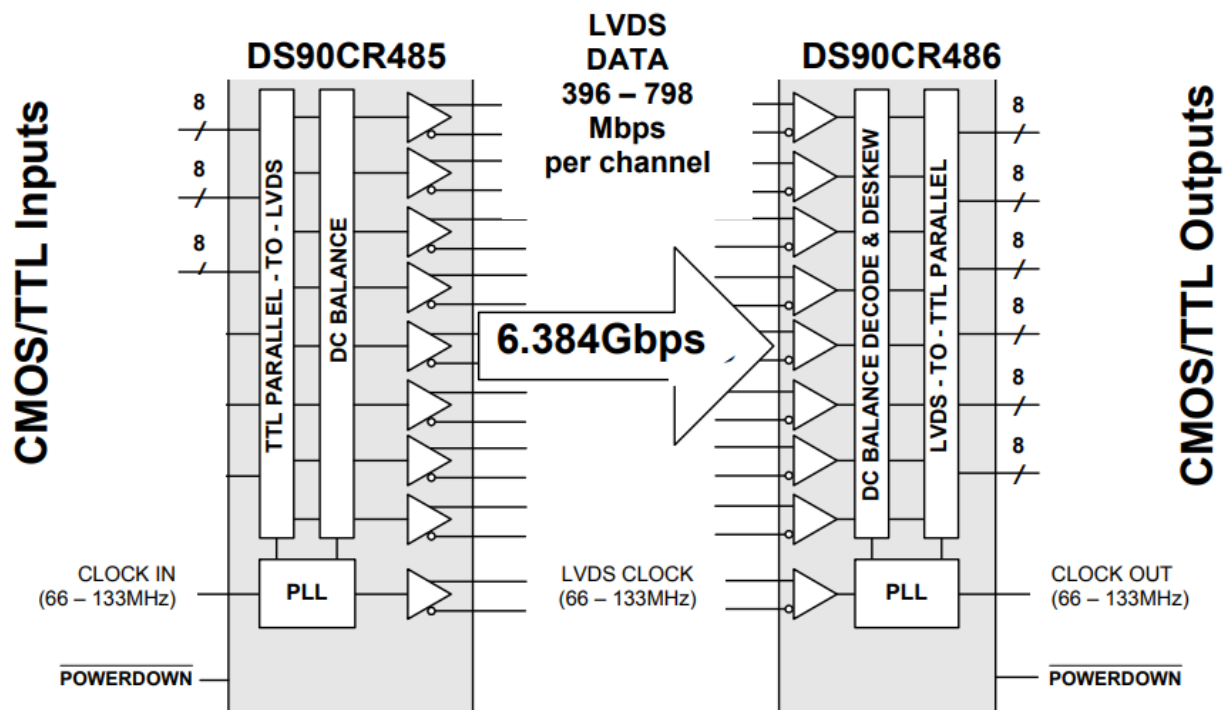 DS90CR485
LVDS
DATA
396 – 798
Mbps
per channel
DS90CR486
CMOS/TTL Inputs
8
8
8
TTL PARALLEL - TO - LVDS
DC BALANCE
6.384Gbps
DC BALANCE DECODE & DESKEW
LVDS - TO - TTL PARALLEL
8
8
8
8
8
8
CMOS/TTL Outputs
CLOCK IN
(66 – 133MHz)
PLL
LVDS CLOCK
(66 – 133MHz)
PLL
CLOCK OUT
(66 – 133MHz)
POWERDOWN
POWERDOWN